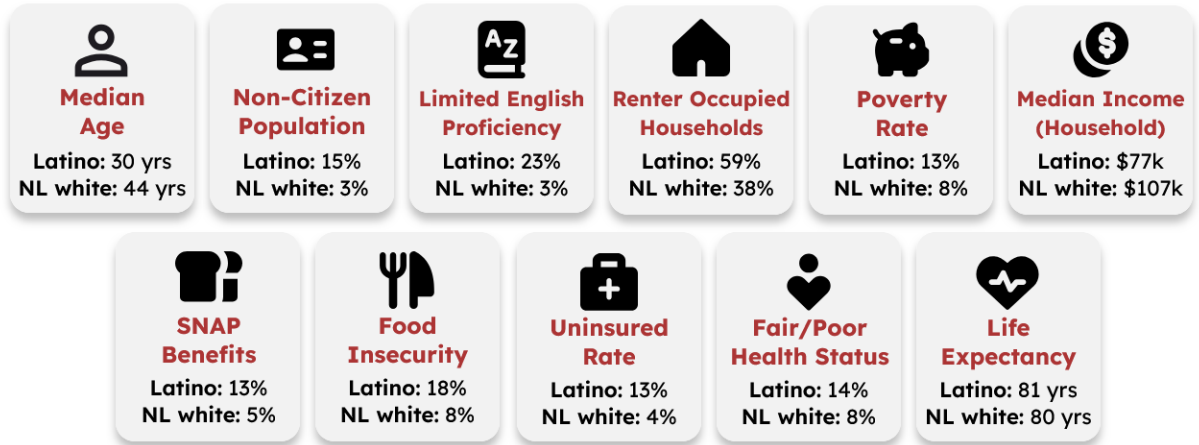 A Z
Median
Age
Latino: 30 yrs
NL white: 44 yrs
Non-Citizen
Population
Latino: 15%
NL white: 3%
Limited English
Proficiency
Latino: 23%
NL white: 3%
Renter Occupied
Households
Latino: 59%
NL white: 38%
Poverty
Rate
Latino: 13%
NL white: 8%
$
Median Income
(Household)
Latino: $77k
NL white: $107k
SNAP
Benefits
Latino: 13%
NL white: 5%
Food
Insecurity
Latino: 18%
NL white: 8%
Uninsured
Rate
Latino: 13%
NL white: 4%
Fair/Poor
Health Status
Latino: 14%
NL white: 8%
Life
Expectancy
Latino: 81 yrs
NL white: 80 yrs